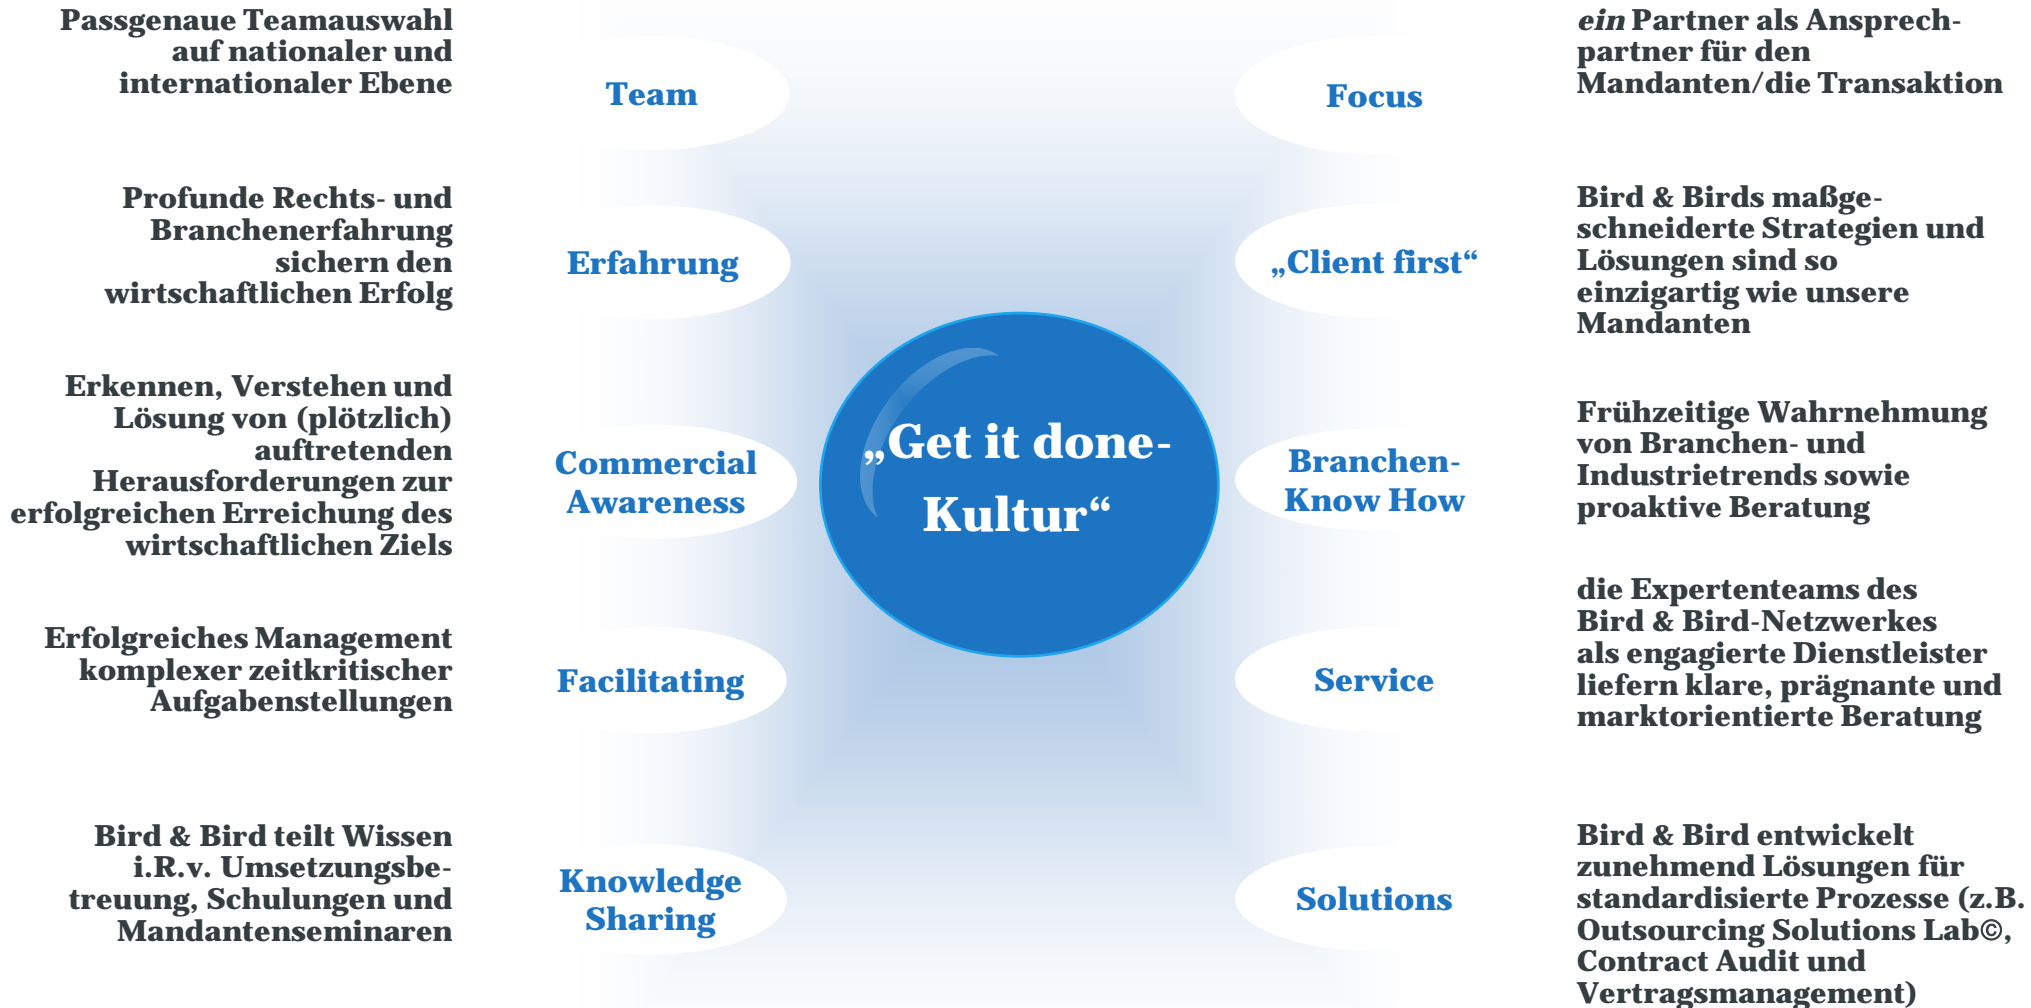 Passgenaue Teamauswahl
auf nationaler und
internationaler Ebene
Team
Focus
ein Partner als Ansprech-
partner für den
Mandanten/die Transaktion
Profunde Rechts- und
Branchenerfahrung
sichern den
wirtschaftlichen Erfolg
Erfahrung
„Client first“
Bird & Birds maßge-
schneiderte Strategien und
Lösungen sind so
einzigartig wie unsere
Mandanten
Erkennen, Verstehen und
Lösung von (plötzlich)
auftretenden
Herausforderungen zur
erfolgreichen Erreichung des
wirtschaftlichen Ziels
Commercial
Awareness
„Get it done-
Kultur“
Branchen-
Know How
Frühzeitige Wahrnehmung
von Branchen- und
Industrietrends sowie
proaktive Beratung
Erfolgreiches Management
komplexer zeitkritischer
Aufgabenstellungen
Facilitating
Service
die Expertenteams des
Bird & Bird-Netzwerkes
als engagierte Dienstleister
liefern klare, prägnante und
marktorientierte Beratung
Bird & Bird teilt Wissen
i.R.v. Umsetzungsbe-
treuung, Schulungen und
Mandantenseminaren
Knowledge
Sharing
Solutions
Bird & Bird entwickelt
zunehmend Lösungen für
standardisierte Prozesse (z.B.
Outsourcing Solutions Lab©,
Contract Audit und
Vertragsmanagement)